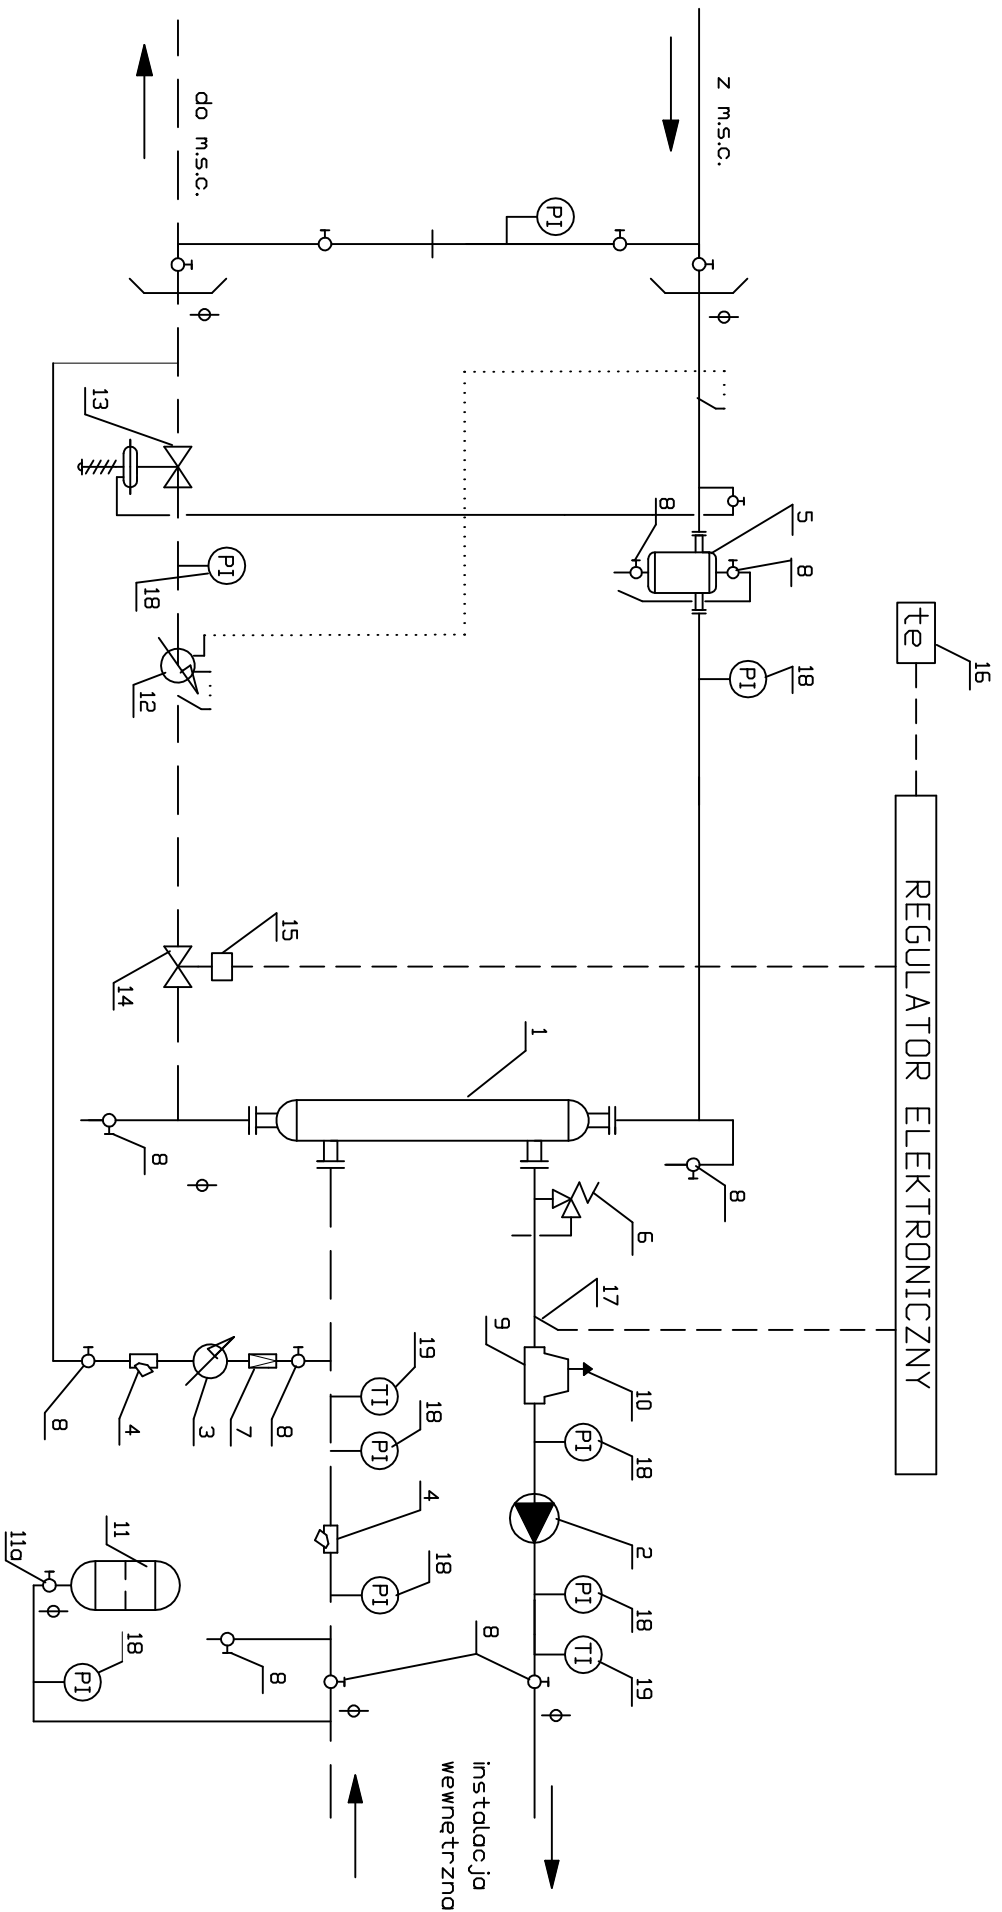 16
te
REGULATOR ELEKTRONICZNY
5
8
18
PI
z m.s.c.
8
8
6
10
18
2
18
19
17
PI
PI
TI
PI
1
9
8
instalacja
wewnętrzna
19
18
4
18
TI
PI
PI
15
8
8
7
3
PI
do m.s.c.
18
12
8
4
18
14
11
13
PI
8
11a